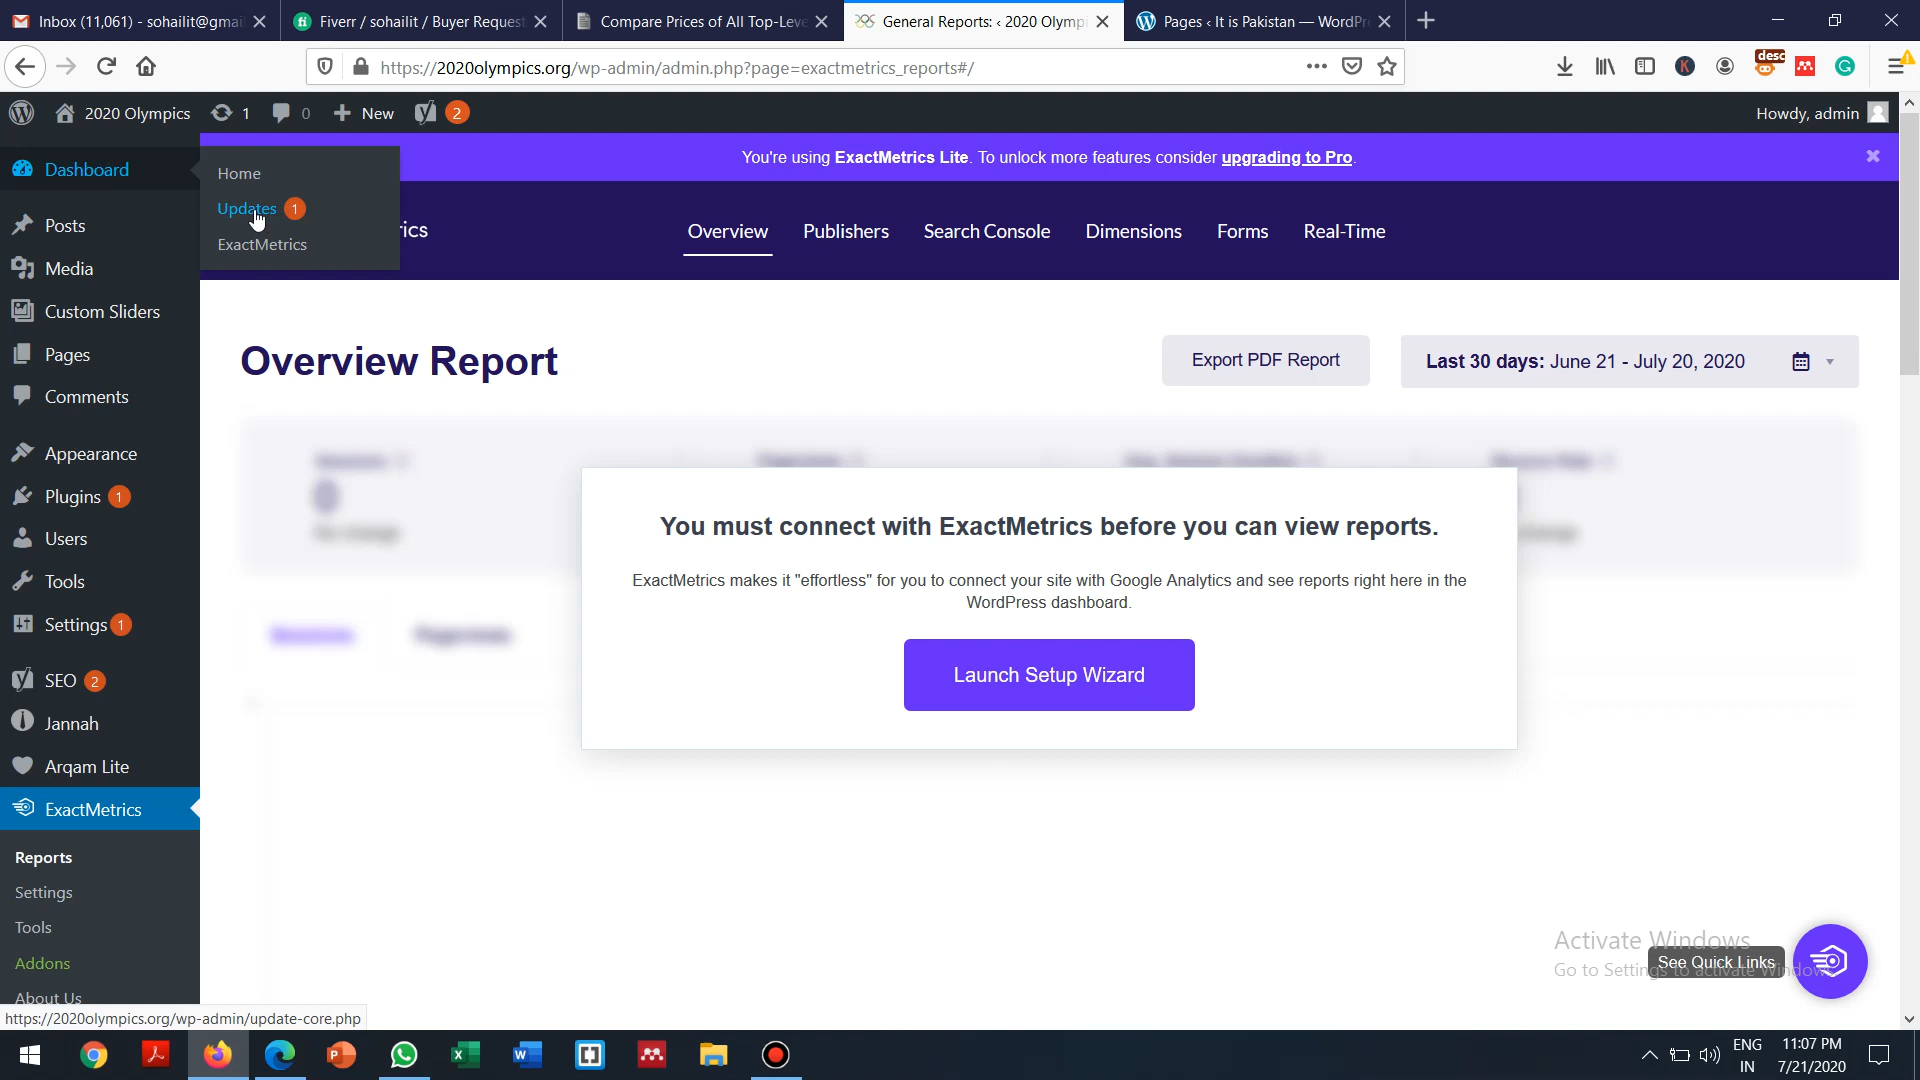 Inbox (11,061) - sohailit@gmai
Fiverr / sohailit / Buyer Request
Compare Prices of All Top-Leve
General Reports: ‹ 2020 Olymp
Pages ‹ It is Pakistan — WordPr
https://2020olympics.org/wp-admin/admin.php?page=exactmetrics_reports#/
desc
2020 Olympics
1
0
New
2
Howdy, admin
You're using ExactMetrics Lite. To unlock more features consider upgrading to Pro.
Dashboard
Home
Updates 1
ExactMetrics
rics
Overview
Publishers
Search Console
Dimensions
Forms
Real-Time
Posts
Media
Custom Sliders
Pages
Comments
Appearance
Plugins 1
Users
Tools
Settings 1
SEO 2
Jannah
Arqam Lite
ExactMetrics
Reports
Settings
Tools
Addons
About Us
Overview Report
Export PDF Report
Last 30 days: June 21 - July 20, 2020
You must connect with ExactMetrics before you can view reports.
ExactMetrics makes it "effortless" for you to connect your site with Google Analytics and see reports right here in the
WordPress dashboard.
Launch Setup Wizard
Activate Windows
Go to Settings to activate Windows.
See Quick Links
https://2020olympics.org/wp-admin/update-core.php
ENG
IN
11:07 PM
7/21/2020